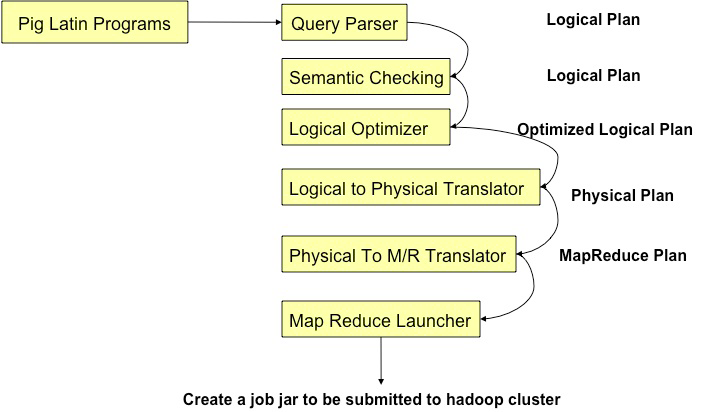 Pig Latin Programs
Query Parser
Logical Plan
Semantic Checking
Logical Plan
Logical Optimizer
Optimized Logical Plan
Logical to Physical Translator
Physical Plan
Physical To M/R Translator
MapReduce Plan
Map Reduce Launcher
Create a job jar to be submitted to hadoop cluster